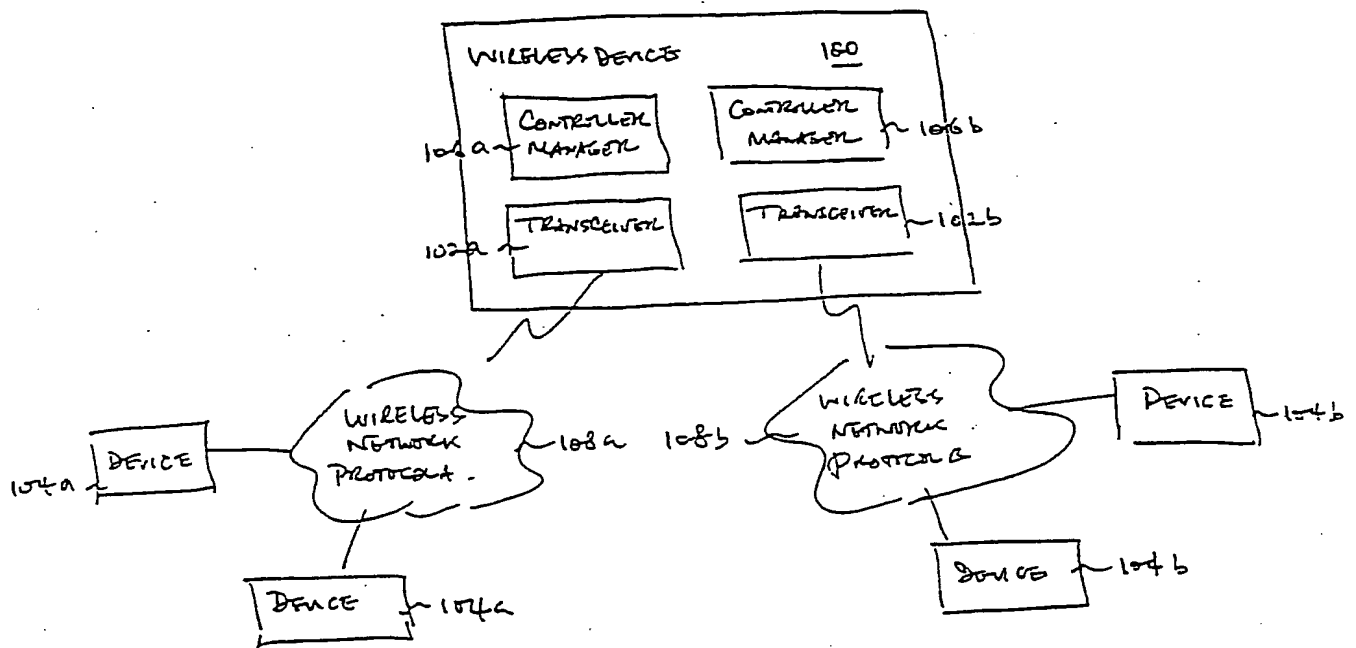 WIRELESS DEVICE
100
CONTROLLER
MANAGER
106a
CONTROLLER
MANAGER
106b
TRANSCEIVER
102a
TRANSCEIVER
102b
WIRELESS
NETWORK
PROTOCOL A
108a
108b
WIRELESS
NETWORK
PROTOCOL B
DEVICE
104b
DEVICE
104a
DEVICE
104b
DEVICE
104a